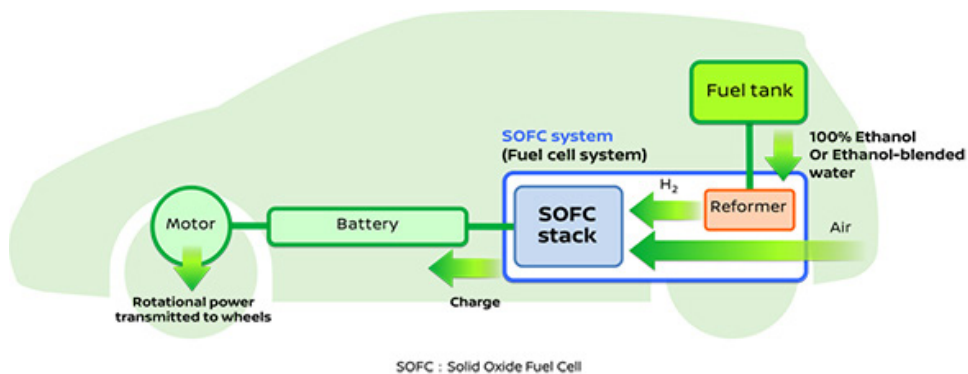 Fuel tank
SOFC system
(Fuel cell system)
100% Ethanol
Or Ethanol-blended
water
H2
Reformer
SOFC
stack
Motor
Battery
Air
Charge
Rotational power
transmitted to wheels
SOFC : Solid Oxide Fuel Cell